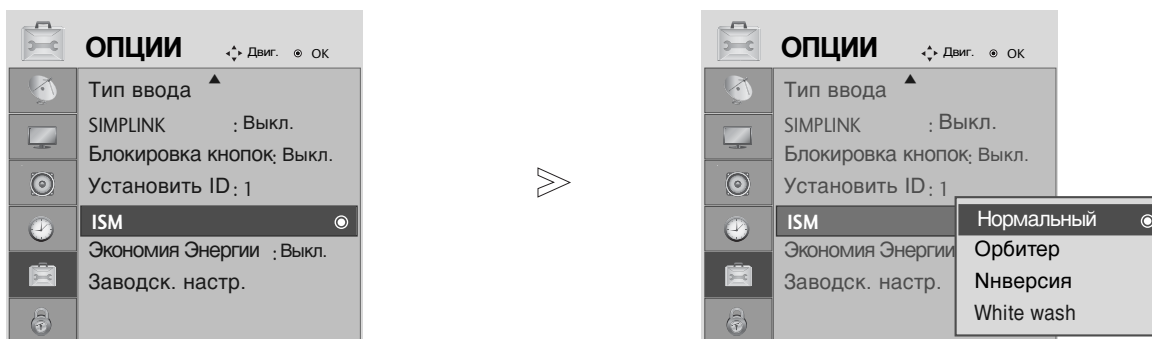 ОПЦИИ Двиг. ОК
Тип ввода
SIMPLINK : Выкл.
Блокировка кнопок: Выкл.
Установить ID : 1
ISM
Экономия Энергии : Выкл.
Заводск. настр.
ОПЦИИ Двиг. ОК
Тип ввода
SIMPLINK : Выкл.
Блокировка кнопок: Выкл.
Установить ID : 1
ISM
Экономия Энергии
Заводск. настр.
Нормальный
Орбитер
Nнверсия
White wash